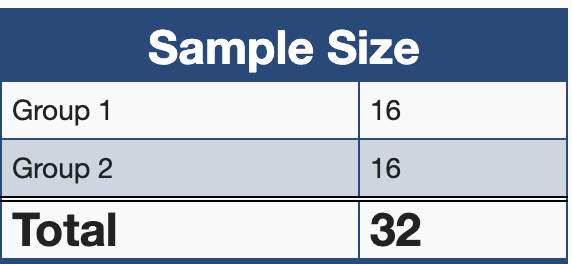 Sample Size
Group 1 16
Group 2 16
Total 32